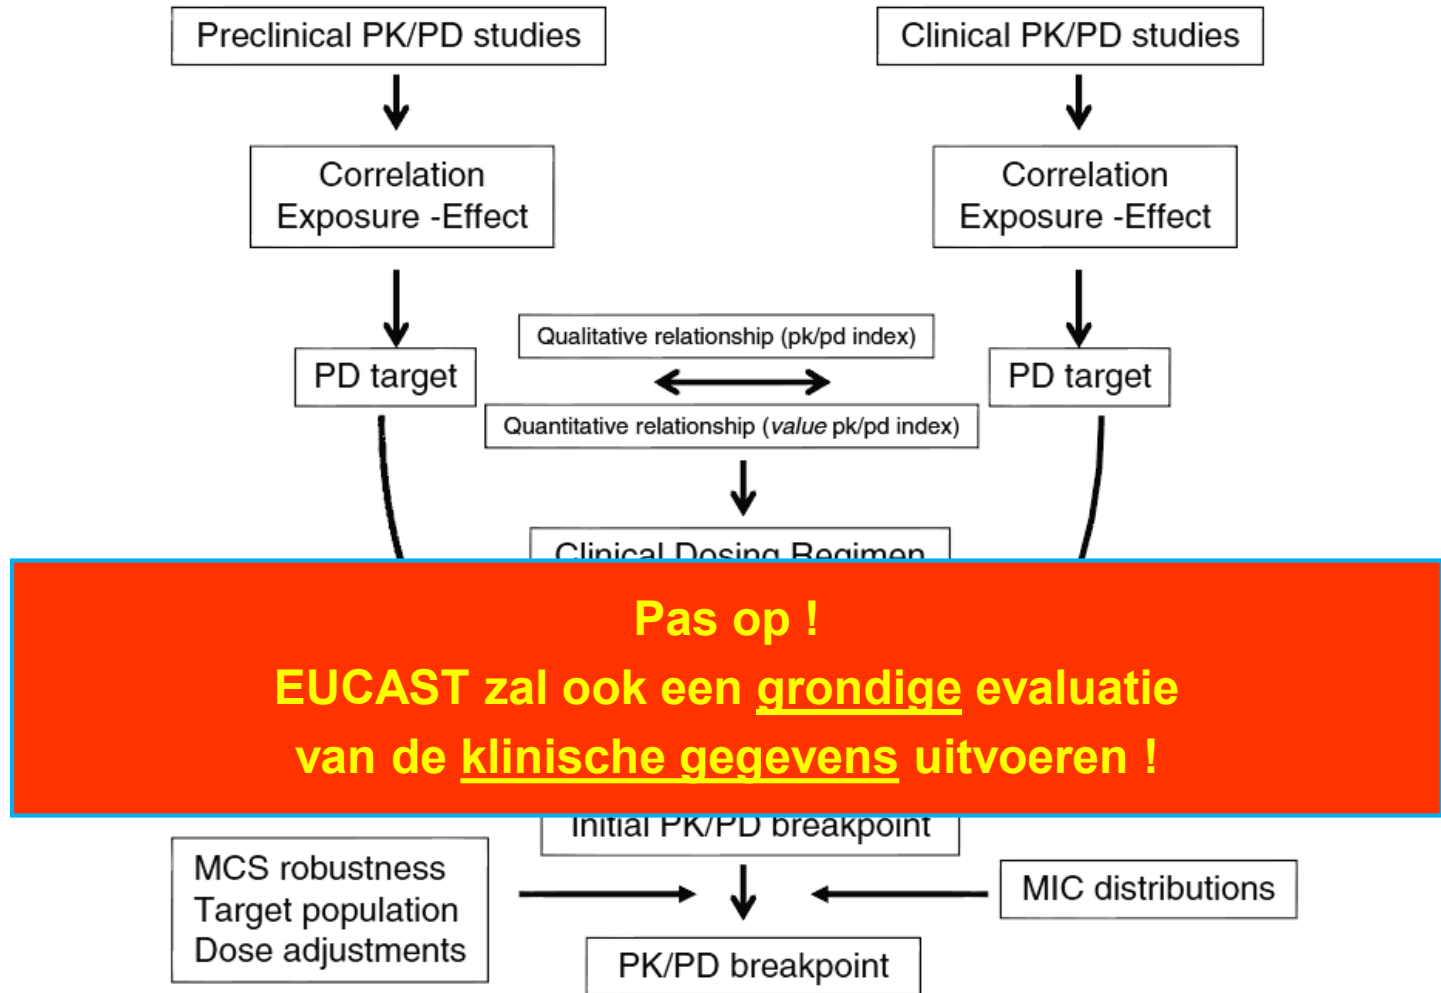 Preclinical PK/PD studies
Clinical PK/PD studies
Correlation
Exposure -Effect
Correlation
Exposure -Effect
Qualitative relationship (pk/pd index)
PD target
PD target
Quantitative relationship (value pk/pd index)
Clinical Dosing Regimen
Pas op !
EUCAST zal ook een grondige evaluatie
van de klinische gegevens uitvoeren !
Initial PK/PD breakpoint
MCS robustness
Target population
Dose adjustments
MIC distributions
PK/PD breakpoint